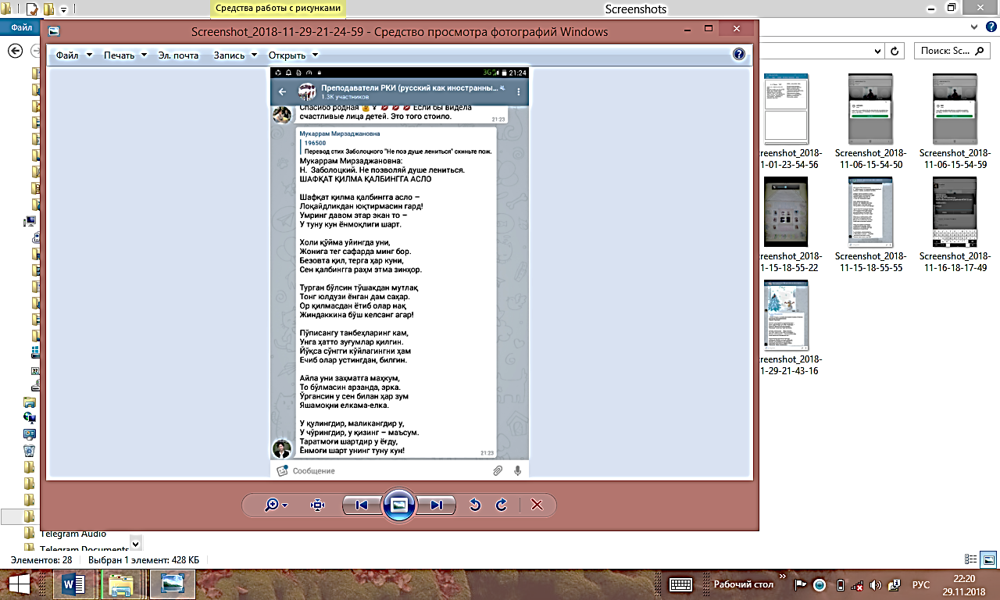 Средства работы с рисунками
Screenshots
Файл
Screenshot_2018-11-29-21-24-59 - Средство просмотра фотографий Windows
Файл Печать Эл. почта Запись Открыть
Поиск: Sc...
3G 21:24
Преподаватели РКИ (русский как иностранны...
1.3K участников
Спасибо родная Если бы видела
счастливые лица детей. Это того стоило.
21:23
Мукаррам Мирзаджановна
196500
Перевод стих Заболоцкого "Не поз душе лениться" скиньте пож.
Мукаррам Мирзаджановна:
Н. Заболоцкий. Не позволяй душе лениться.
ШАФҚАТ ҚИЛМА ҚАЛБИНГГА АСЛО
Шафқат қилма қалбингга асло –
Лоқайдликдан юқтирмасин гард!
Умринг давом этар экан то –
У туну кун ёнмоқлиги шарт.
Холи қўйма уйингда уни,
Жонига тег сафарда минг бор.
Безовта қил, терга ҳар куни,
Сен қалбингга раҳм этма зинҳор.
Турган бўлсин тўшакдан мутлақ
Тонг юлдузи ёнган дам саҳар.
Ор қилмасдан ётиб олар нақ
Жиндаккина бўш келсанг агар!
Пўписангу танбеҳларинг кам,
Унга ҳатто зуғумлар қилгин.
Йўқса сўнгги кўйлагингни ҳам
Ечиб олар устингдан, билгин.
Айла уни заҳматга маҳкум,
То бўлмасин арзанда, эрка.
Ўргансин у сен билан ҳар зум
Яшамоқни елкама-елка.
У қулингдир, маликангдир у,
У чўрингдир, у қизинг – маъсум.
Таратмоғи шартдир у ёғду,
Ёнмоғи шарт унинг туну кун!
21:23
Сообщение
Screenshot_2018-
1-01-23-54-56
Screenshot_2018-
11-06-15-54-50
Screenshot_2018-
11-06-15-54-59
creenshot_2018-
1-15-18-55-22
Screenshot_2018-
11-15-18-55-55
Screenshot_2018-
11-16-18-17-49
creenshot_2018-
1-29-21-43-16
Telegram Audio
Telegram Documents
Элементов: 28 Выбран 1 элемент: 428 КБ
Рабочий стол
РУС
22:20
29.11.2018